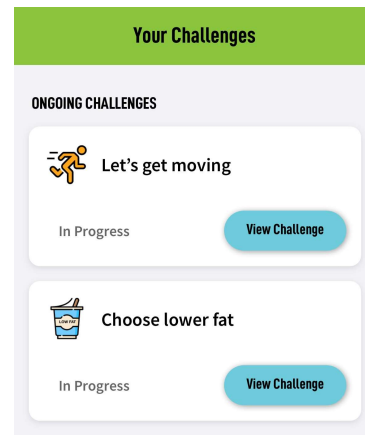 Your Challenges
ONGOING CHALLENGES
Let's get moving
In Progress
View Challenge
LOW FAT
Choose lower fat
In Progress
View Challenge